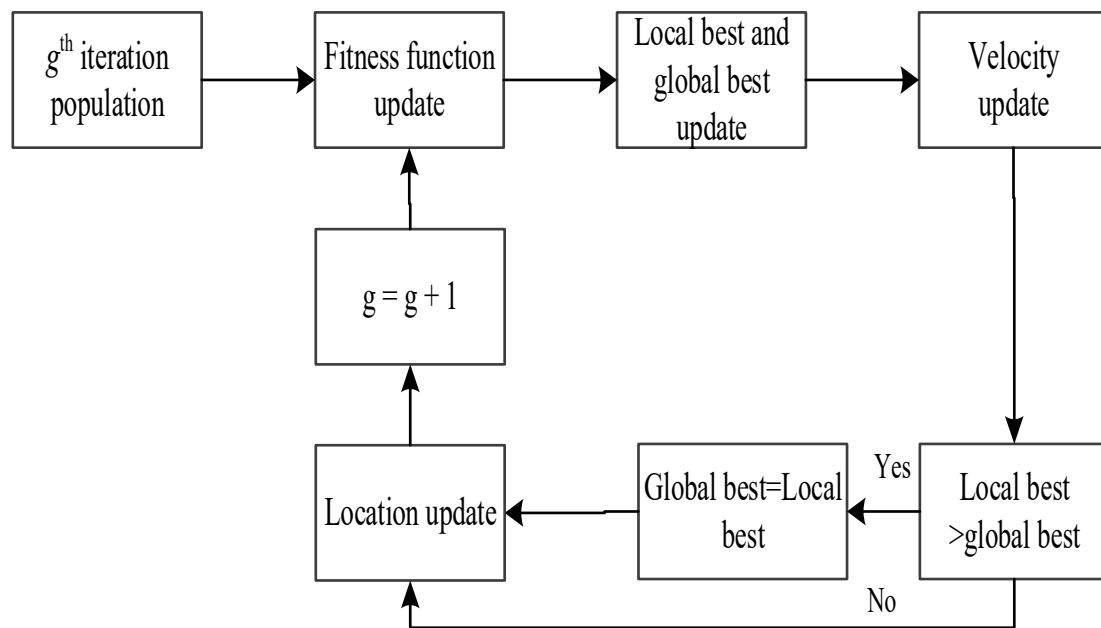 g^th iteration
population
Fitness function
update
Local best and
global best
update
Velocity
update
g = g + 1
Location update
Global best=Local
best
Yes
Local best
>global best
No